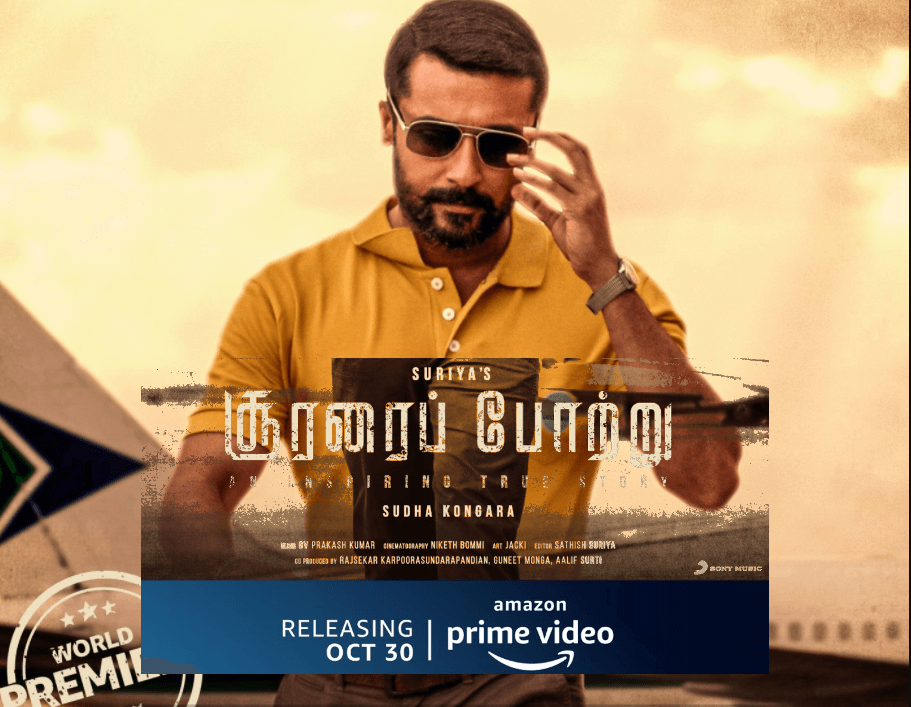 SURIYA'S
சூரரைப் போற்று
AN INSPIRING TRUE STORY
SUDHA KONGARA
MUSIC GV PRAKASH KUMAR CINEMATOGRAPHY NIKETH BOMMI ART JACKI EDITOR SATHISH SURIYA
CO PRODUCED BY RAJSEKAR KARPOORASUNDARAPANDIAN, GUNEET MONGA, AALIF SURTI
SONY MUSIC
amazon
RELEASING
prime video
OCT 30
WORLD